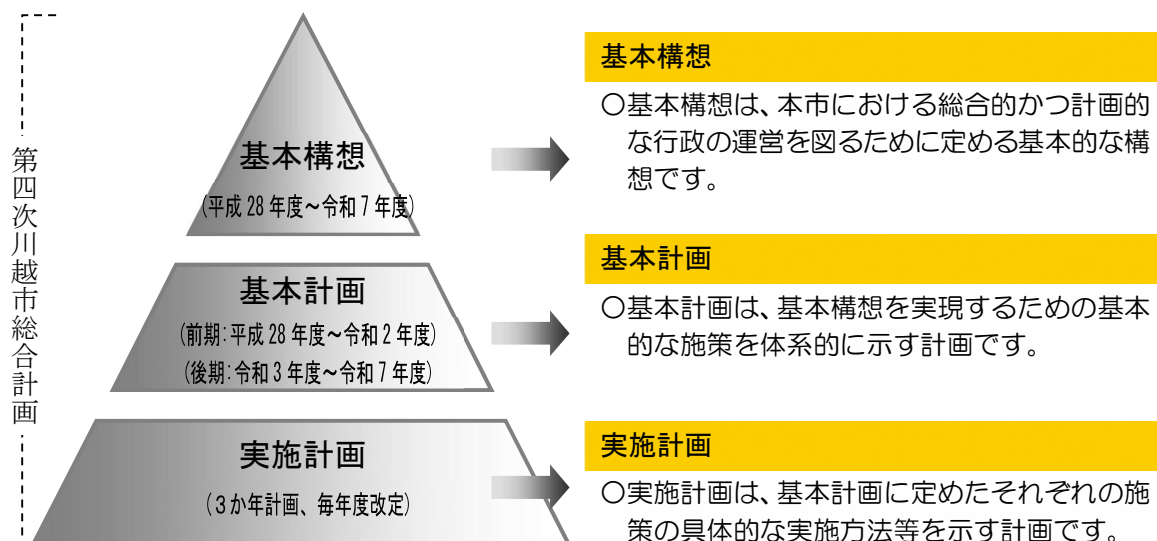 第四次川越市総合計画
基本構想
(平成28年度～令和7年度)
基本計画
(前期:平成28年度～令和2年度)
(後期:令和3年度～令和7年度)
実施計画
(3か年計画、毎年度改定)
基本構想
○基本構想は、本市における総合的かつ計画的
な行政の運営を図るために定める基本的な構
想です。
基本計画
○基本計画は、基本構想を実現するための基本
的な施策を体系的に示す計画です。
実施計画
○実施計画は、基本計画に定めたそれぞれの施
策の具体的な実施方法等を示す計画です。